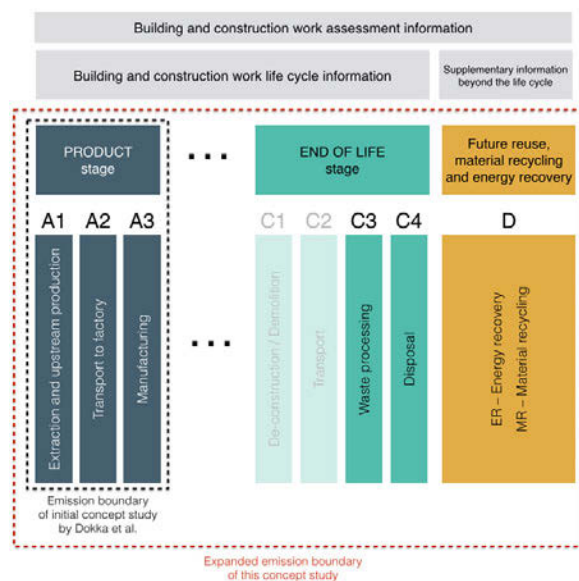 Building and construction work assessment information
Building and construction work life cycle information
Supplementary information
beyond the life cycle
PRODUCT
stage
...
END OF LIFE
stage
Future reuse,
material recycling
and energy recovery
A1 A2 A3
C1 C2 C3 C4
D
Extraction and upstream production
Transport to factory
Manufacturing
...
De-construction / Demolition
Transport
Waste processing
Disposal
ER – Energy recovery
MR – Material recycling
Emission boundary
of initial concept study
by Dokka et al.
Expanded emission boundary
of this concept study